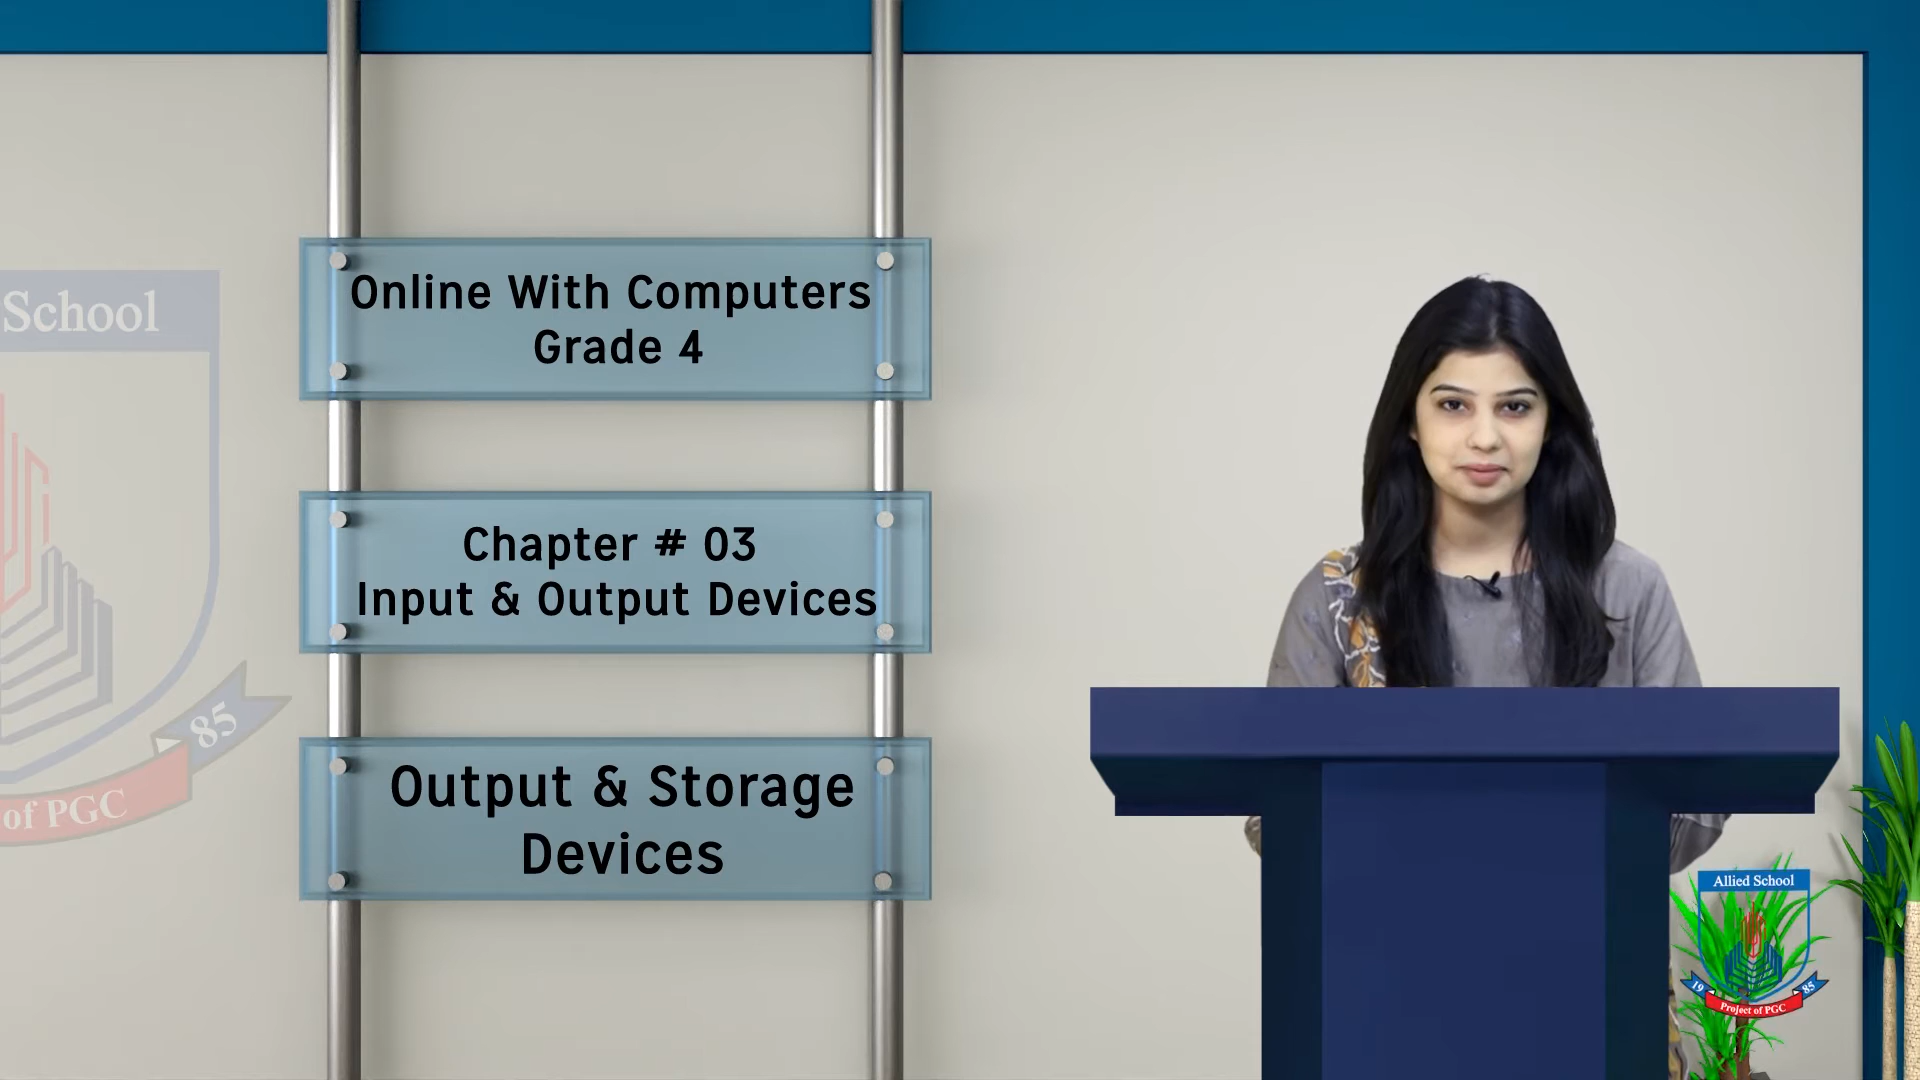 School
85
of PGC
Online With Computers
Grade 4
Chapter # 03
Input & Output Devices
Output & Storage
Devices
Allied School
19
85
Project of PGC